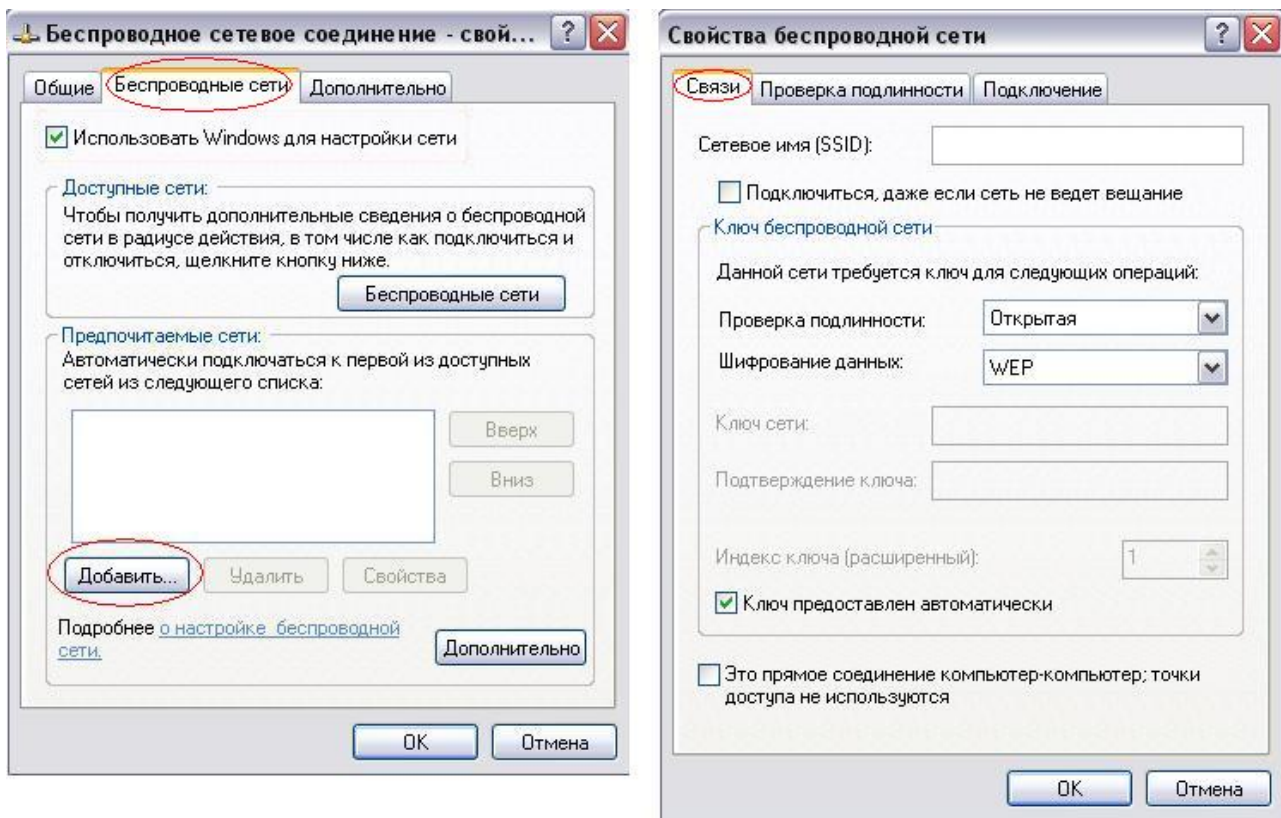 Беспроводное сетевое соединение - свой...
Общие
Беспроводные сети
Дополнительно
Использовать Windows для настройки сети
Доступные сети:
Чтобы получить дополнительные сведения о беспроводной
сети в радиусе действия, в том числе как подключиться и
отключиться, щелкните кнопку ниже.
Беспроводные сети
Предпочитаемые сети:
Автоматически подключаться к первой из доступных
сетей из следующего списка:
Вверх
Вниз
Добавить...
Удалить
Свойства
Подробнее о настройке беспроводной
сети.
Дополнительно
OK
Отмена
Свойства беспроводной сети
Связи
Проверка подлинности
Подключение
Сетевое имя (SSID):
Подключиться, даже если сеть не ведет вещание
Ключ беспроводной сети
Данной сети требуется ключ для следующих операций:
Проверка подлинности:
Открытая
Шифрование данных:
WEP
Ключ сети:
Подтверждение ключа:
Индекс ключа (расширенный):
1
Ключ предоставлен автоматически
Это прямое соединение компьютер-компьютер; точки
доступа не используются
OK
Отмена